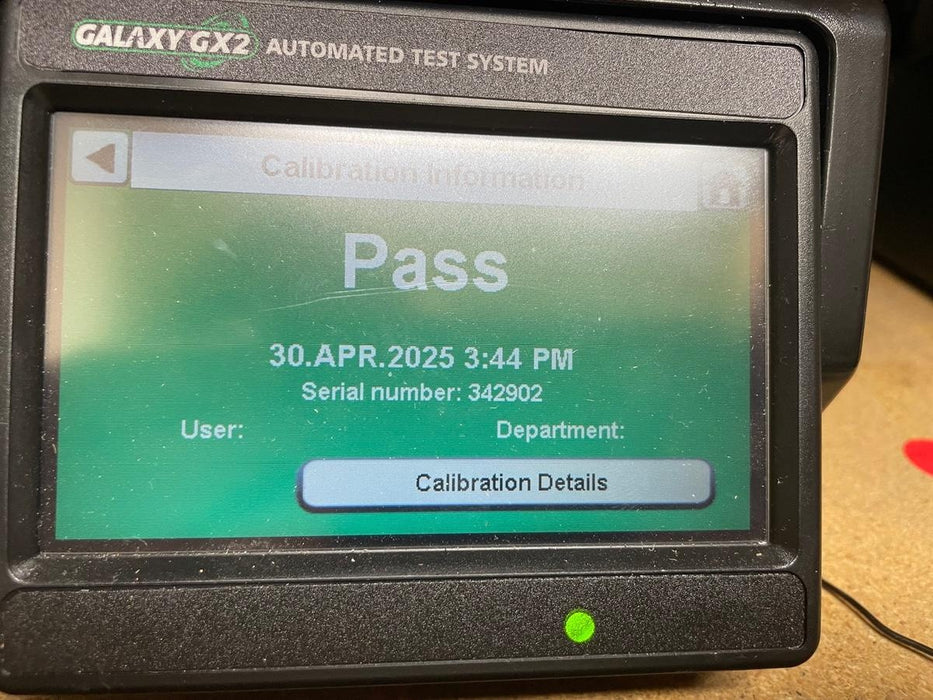 GALAXY GX2 AUTOMATED TEST SYSTEM
Calibration Information
Pass
30.APR.2025 3:44 PM
Serial number: 342902
User: Department:
Calibration Details